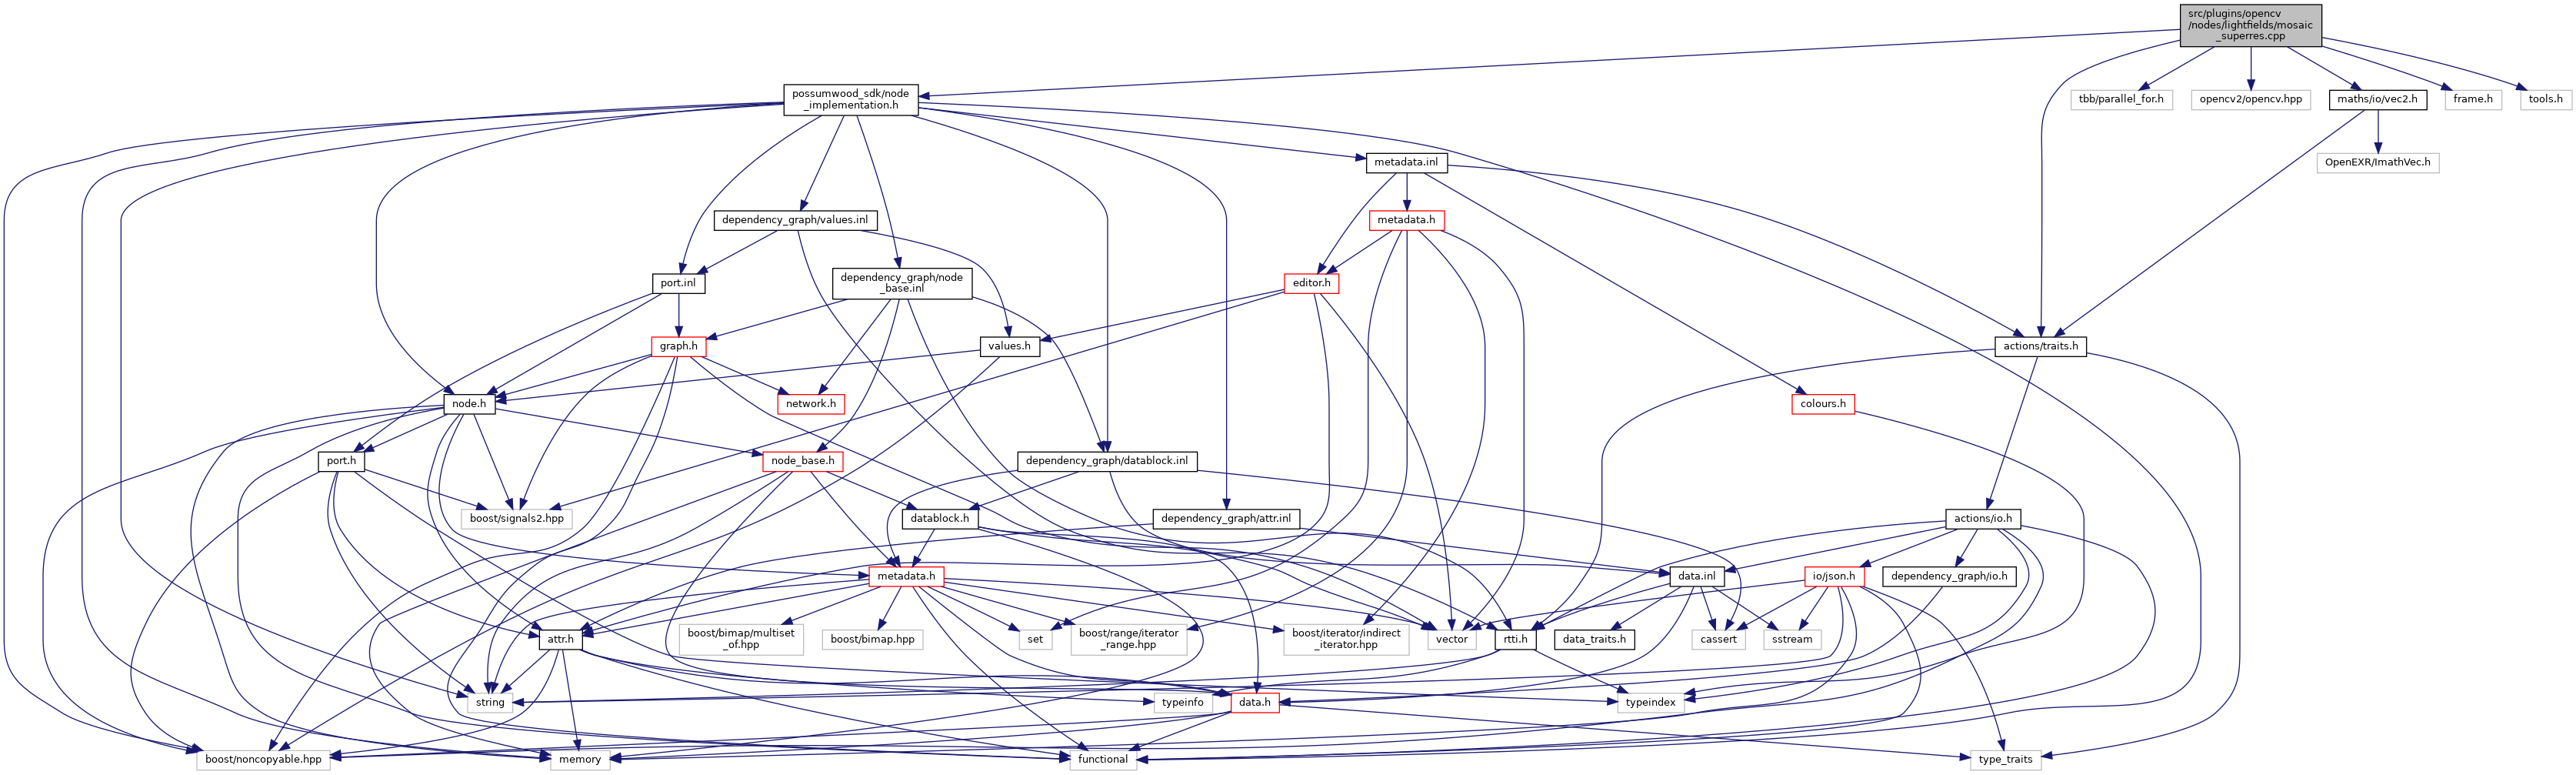 src/plugins/opencv
/nodes/lightfields/mosaic
_superres.cpp
possumwood_sdk/node
_implementation.h
tbb/parallel_for.h
opencv2/opencv.hpp
maths/io/vec2.h
frame.h
tools.h
metadata.inl
OpenEXR/ImathVec.h
dependency_graph/values.inl
metadata.h
port.inl
dependency_graph/node
_base.inl
editor.h
graph.h
values.h
actions/traits.h
node.h
network.h
colours.h
port.h
node_base.h
dependency_graph/datablock.inl
boost/signals2.hpp
datablock.h
dependency_graph/attr.inl
actions/io.h
metadata.h
data.inl
io/json.h
dependency_graph/io.h
attr.h
boost/bimap/multiset
_of.hpp
boost/bimap.hpp
set
boost/range/iterator
_range.hpp
boost/iterator/indirect
_iterator.hpp
vector
rtti.h
data_traits.h
cassert
sstream
string
typeinfo
data.h
typeindex
boost/noncopyable.hpp
memory
functional
type_traits